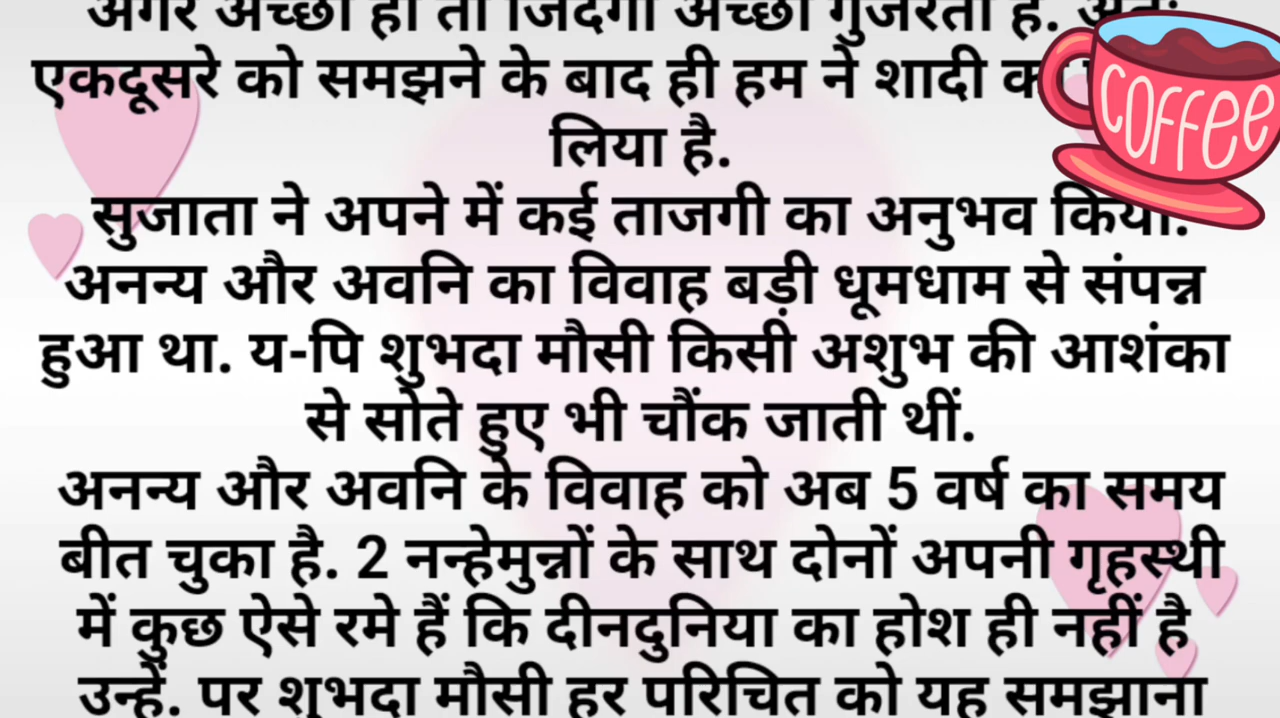 अगर अच्छी हो तो जिंदगी अच्छी गुजरती है. अतः
एकदूसरे को समझने के बाद ही हम ने शादी क
लिया है.
सुजाता ने अपने में कई ताजगी का अनुभव किया.
अनन्य और अवनि का विवाह बड़ी धूमधाम से संपन्न
हुआ था. य-पि शुभदा मौसी किसी अशुभ की आशंका
से सोते हुए भी चौंक जाती थीं.
अनन्य और अवनि के विवाह को अब 5 वर्ष का समय
बीत चुका है. 2 नन्हेमुन्नों के साथ दोनों अपनी गृहस्थी
में कुछ ऐसे रमे हैं कि दीनदुनिया का होश ही नहीं है
उन्हें. पर शुभदा मौसी हर परिचित को यह समझाना
COFFee